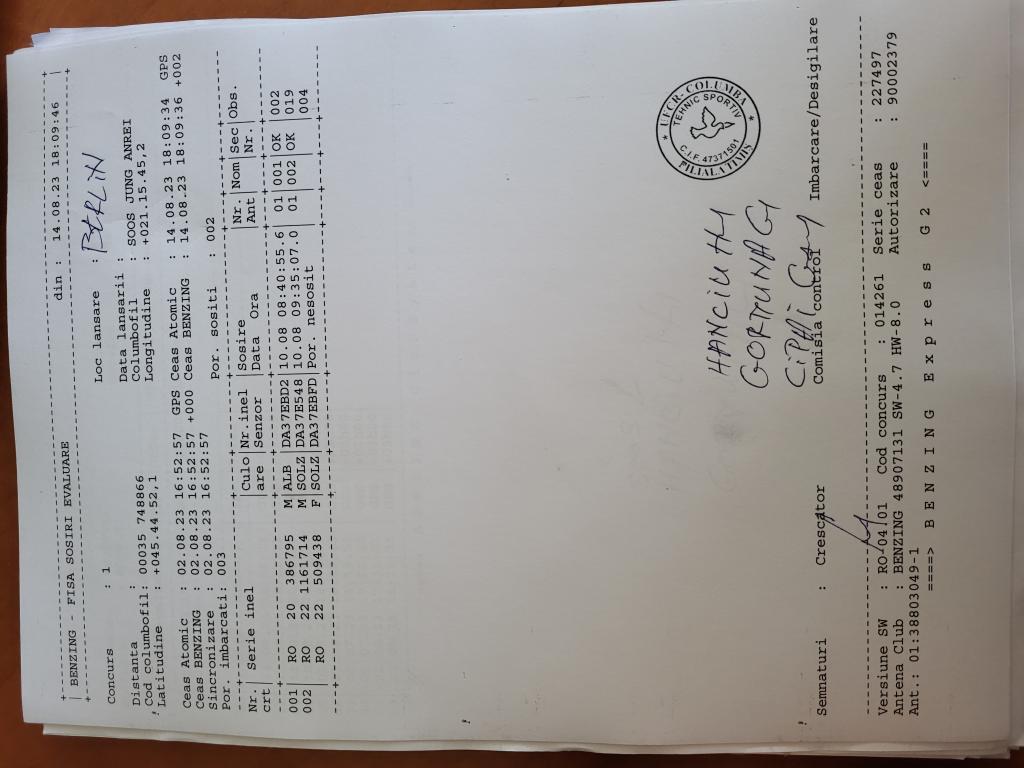 +-----------------------------------------------------------------+
| BENZING - FISA SOSIRI EVALUARE din : 14.08.23 18:09:46 |
+-----------------------------------------------------------------+
Concurs : 1 Loc lansare : BERLIN
Distanta : Data lansarii :
Cod columbofil: 00035 748866 Columbofil : SOOS JUNG ANREI
Latitudine : +045.44.52,1 Longitudine : +021.15.45,2
Ceas Atomic : 02.08.23 16:52:57 GPS Ceas Atomic : 14.08.23 18:09:34 GPS
Ceas BENZING : 02.08.23 16:52:57 +000 Ceas BENZING : 14.08.23 18:09:36 +002
Sincronizare : 02.08.23 16:52:57
Por. imbarcati: 003 Por. sositi : 002
Nr.| Serie inel |Culo|Nr.inel |Sosire |Nr.|Nom|Sec|Obs.
crt| |are |Senzor |Data Ora |Ant| |Nr.|
001 | RO 20 386795 M|ALB |DA37EBD2|10.08 08:40:55.6| 01|001|OK |002
002 | RO 22 1161714 M|SOLZ|DA37E548|10.08 09:35:07.0| 01|002|OK |019
| RO 22 509438 F|SOLZ|DA37EBFD|Por. nesosit | | | |004
UFCR-COLUMBA
TEHNIC SPORTIV
C.I.F. 47371501
FILIALA TIMIS
HANCIU H
GORTUNA G
CIPAI
Semnaturi : Crescator Comisia control Imbarcare/Desigilare
Versiune SW : RO-04.01 Cod concurs : 014261 Serie ceas : 227497
Antena Club : BENZING 48907131 SW-4.7 HW-8.0 Autorizare : 90002379
Ant.: 01:38803049-1
====> B E N Z I N G E x p r e s s G 2 <====